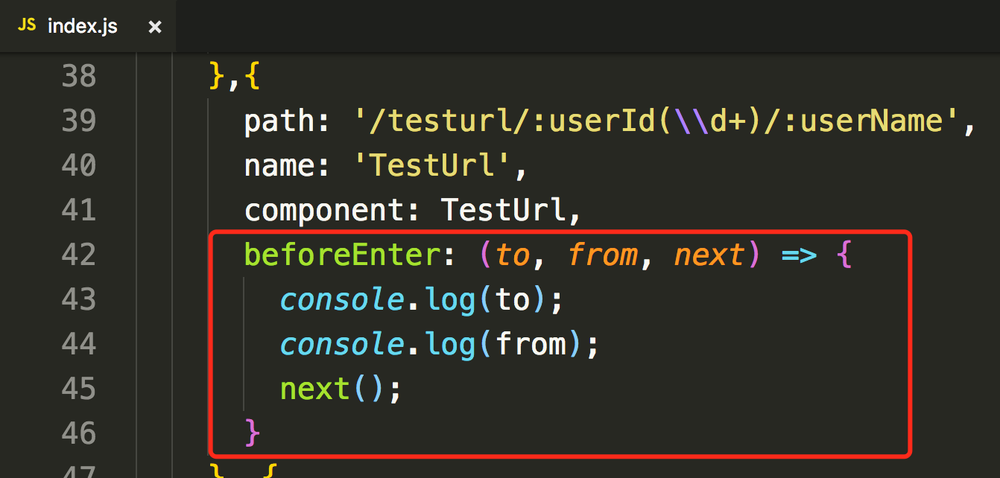 JS index.js ×
38 },{
39 path: '/testurl/:userId(\\d+)/:userName',
40 name: 'TestUrl',
41 component: TestUrl,
42 beforeEnter: (to, from, next) => {
43 console.log(to);
44 console.log(from);
45 next();
46 }
47 }, {